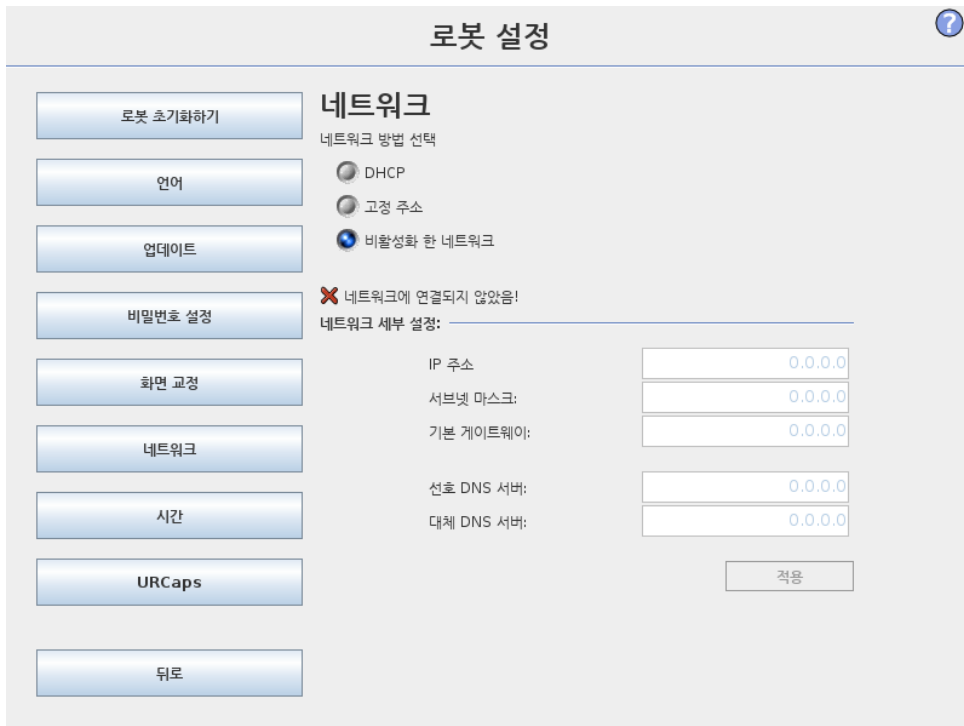 로봇 설정
?
로봇 초기화하기
언어
업데이트
비밀번호 설정
화면 교정
네트워크
시간
URCaps
뒤로
네트워크
네트워크 방법 선택
DHCP
고정 주소
비활성화 한 네트워크
네트워크에 연결되지 않았음!
네트워크 세부 설정:
IP 주소 0.0.0.0
서브넷 마스크: 0.0.0.0
기본 게이트웨이: 0.0.0.0
선호 DNS 서버: 0.0.0.0
대체 DNS 서버: 0.0.0.0
적용